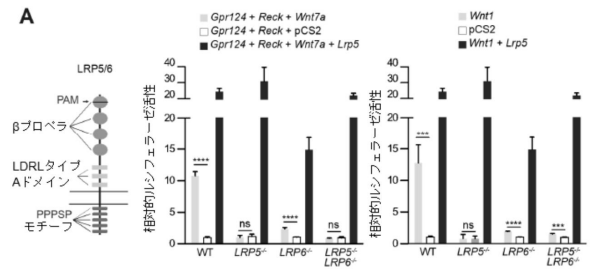 A
LRP5/6
PAM
βプロペラ
LDRLタイプ
Aドメイン
PPPSP
モチーフ
Gpr124 + Reck + Wnt7a
Gpr124 + Reck + pCS2
Gpr124 + Reck + Wnt7a + Lrp5
相対的ルシフェラーゼ活性
40
30
20
15
10
5
0
****
ns
****
ns
WT
LRP5-/-
LRP6-/-
LRP5-/-
LRP6-/-
Wnt1
pCS2
Wnt1 + Lrp5
相対的ルシフェラーゼ活性
40
30
20
15
10
5
0
***
ns
****
***
WT
LRP5-/-
LRP6-/-
LRP5-/-
LRP6-/-